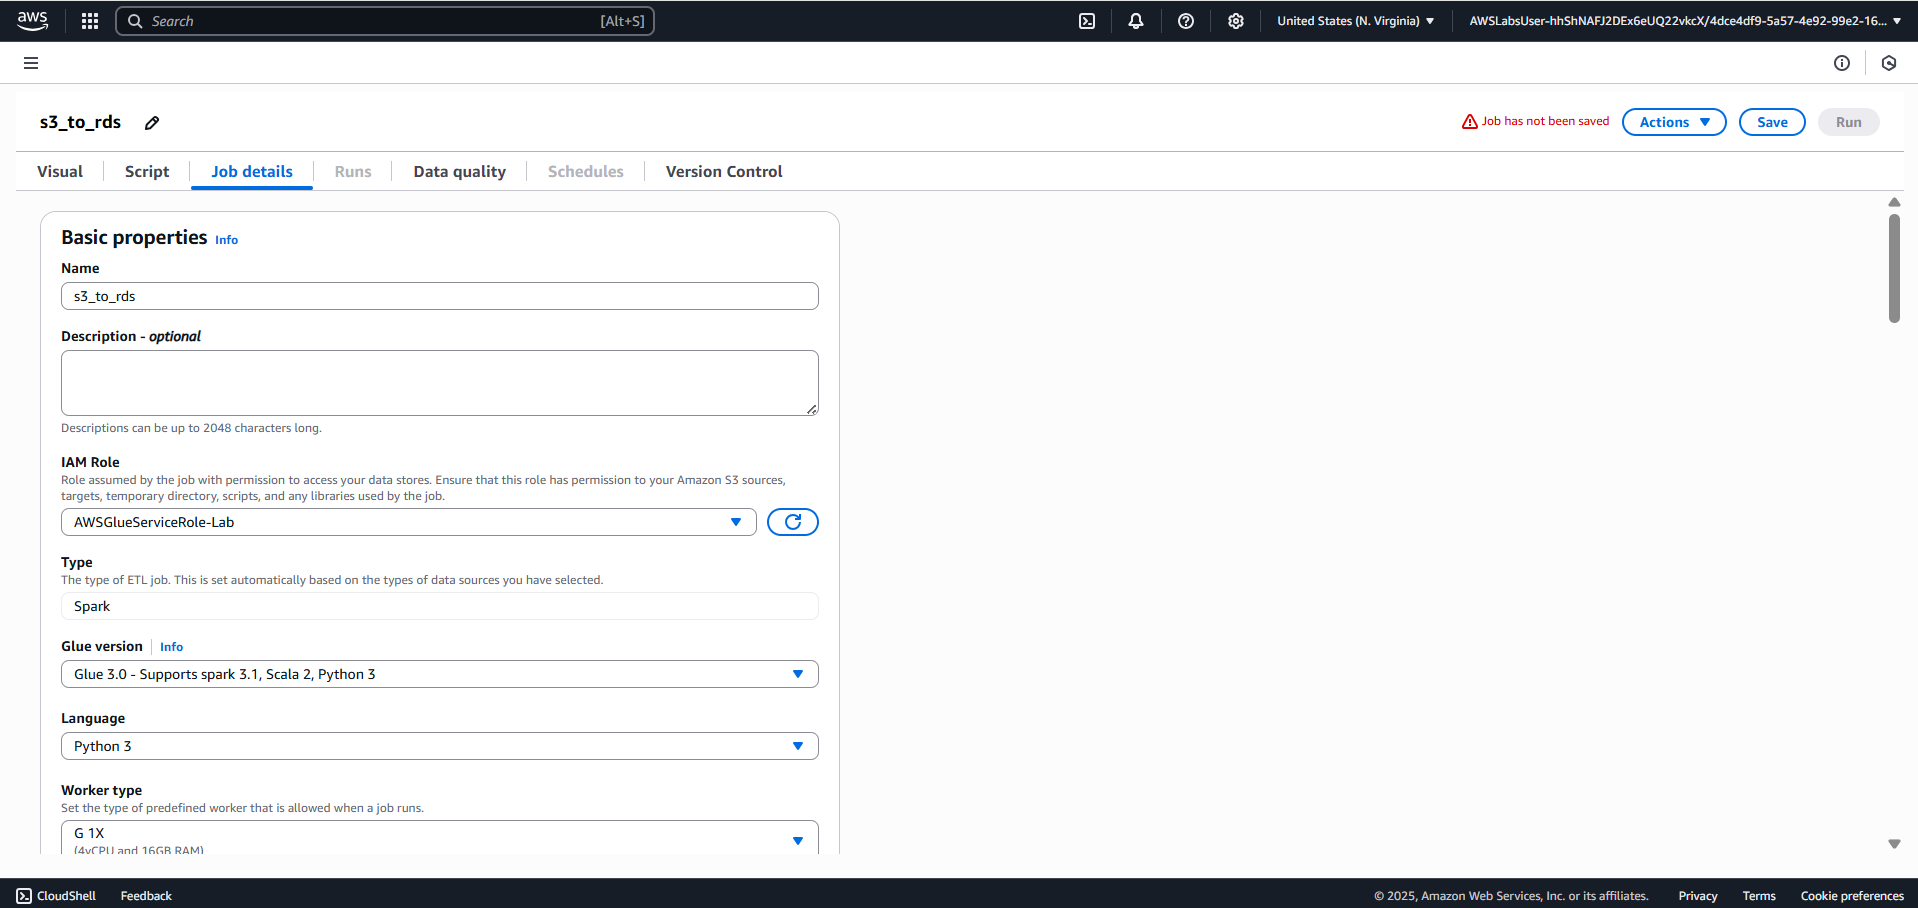 aws
Search [Alt+S]
United States (N. Virginia)
AWSLabsUser-hhShNAFJ2DEx6eUQ22vkcX/4dce4df9-5a57-4e92-99e2-16...
s3_to_rds
Job has not been saved
Actions
Save
Run
Visual
Script
Job details
Runs
Data quality
Schedules
Version Control
Basic properties Info
Name
s3_to_rds
Description - optional
Descriptions can be up to 2048 characters long.
IAM Role
Role assumed by the job with permission to access your data stores. Ensure that this role has permission to your Amazon S3 sources,
targets, temporary directory, scripts, and any libraries used by the job.
AWSGlueServiceRole-Lab
Type
The type of ETL job. This is set automatically based on the types of data sources you have selected.
Spark
Glue version Info
Glue 3.0 - Supports spark 3.1, Scala 2, Python 3
Language
Python 3
Worker type
Set the type of predefined worker that is allowed when a job runs.
G 1X
(4vCPU and 16GB RAM)
CloudShell
Feedback
© 2025, Amazon Web Services, Inc. or its affiliates.
Privacy
Terms
Cookie preferences